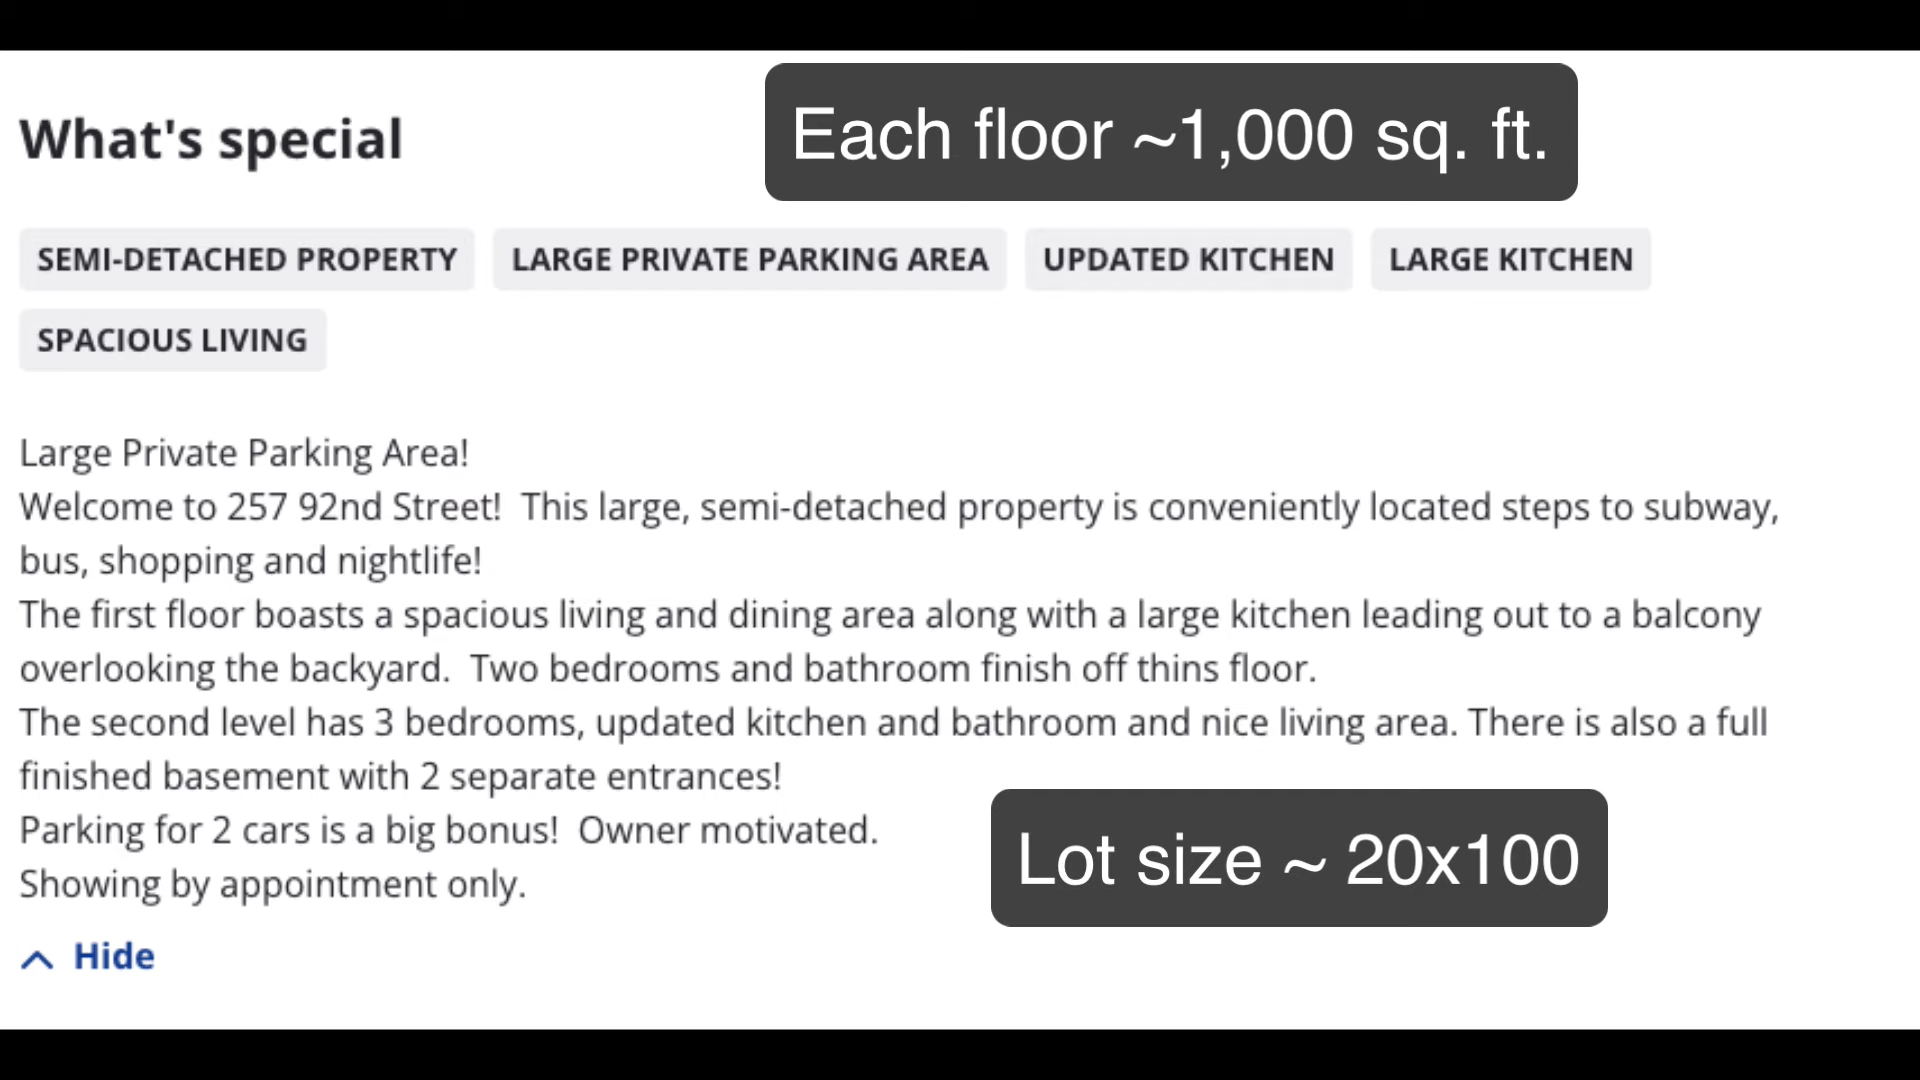 Each floor ~1,000 sq. ft.
What's special
SEMI-DETACHED PROPERTY LARGE PRIVATE PARKING AREA UPDATED KITCHEN LARGE KITCHEN
SPACIOUS LIVING
Large Private Parking Area!
Welcome to 257 92nd Street!  This large, semi-detached property is conveniently located steps to subway,
bus, shopping and nightlife!
The first floor boasts a spacious living and dining area along with a large kitchen leading out to a balcony
overlooking the backyard.  Two bedrooms and bathroom finish off thins floor.
The second level has 3 bedrooms, updated kitchen and bathroom and nice living area. There is also a full
finished basement with 2 separate entrances!
Parking for 2 cars is a big bonus!  Owner motivated.
Lot size ~ 20x100
Showing by appointment only.
Hide